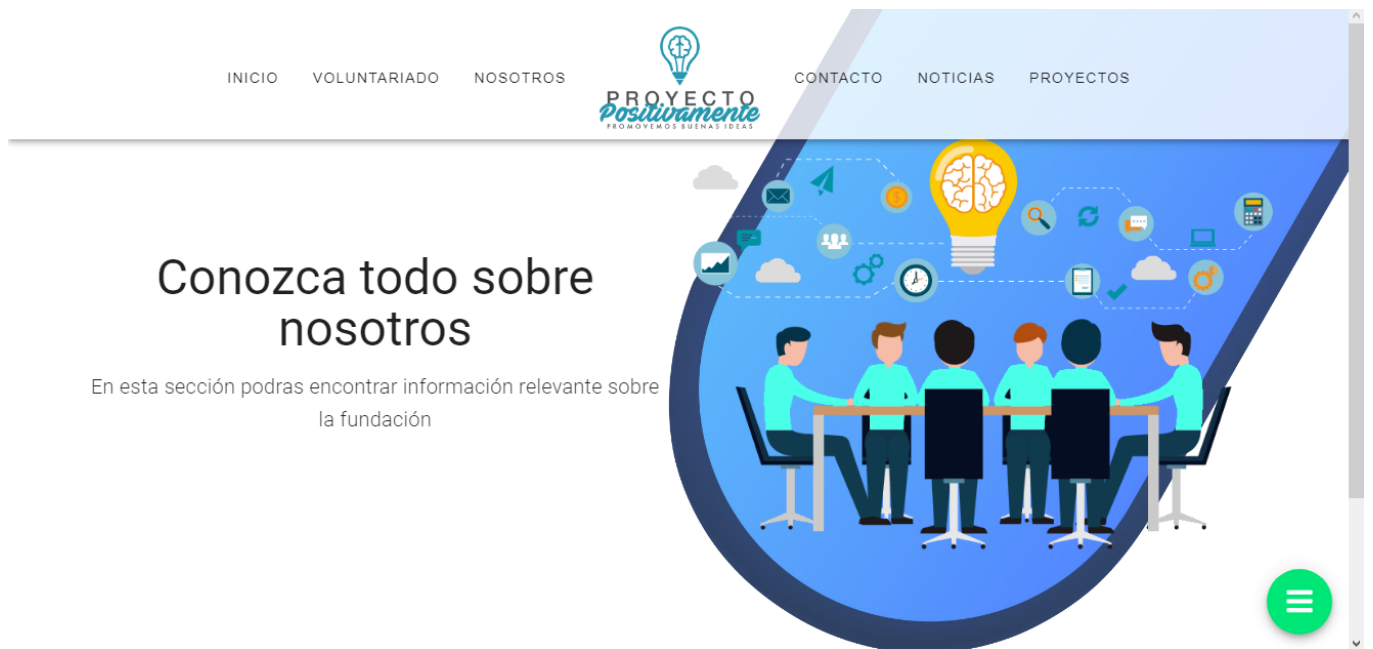 INICIO VOLUNTARIADO NOSOTROS
PROYECTO
Positivamente
PROMOVEMOS BUENAS IDEAS
CONTACTO NOTICIAS PROYECTOS
Conozca todo sobre
nosotros
En esta sección podras encontrar información relevante sobre
la fundación